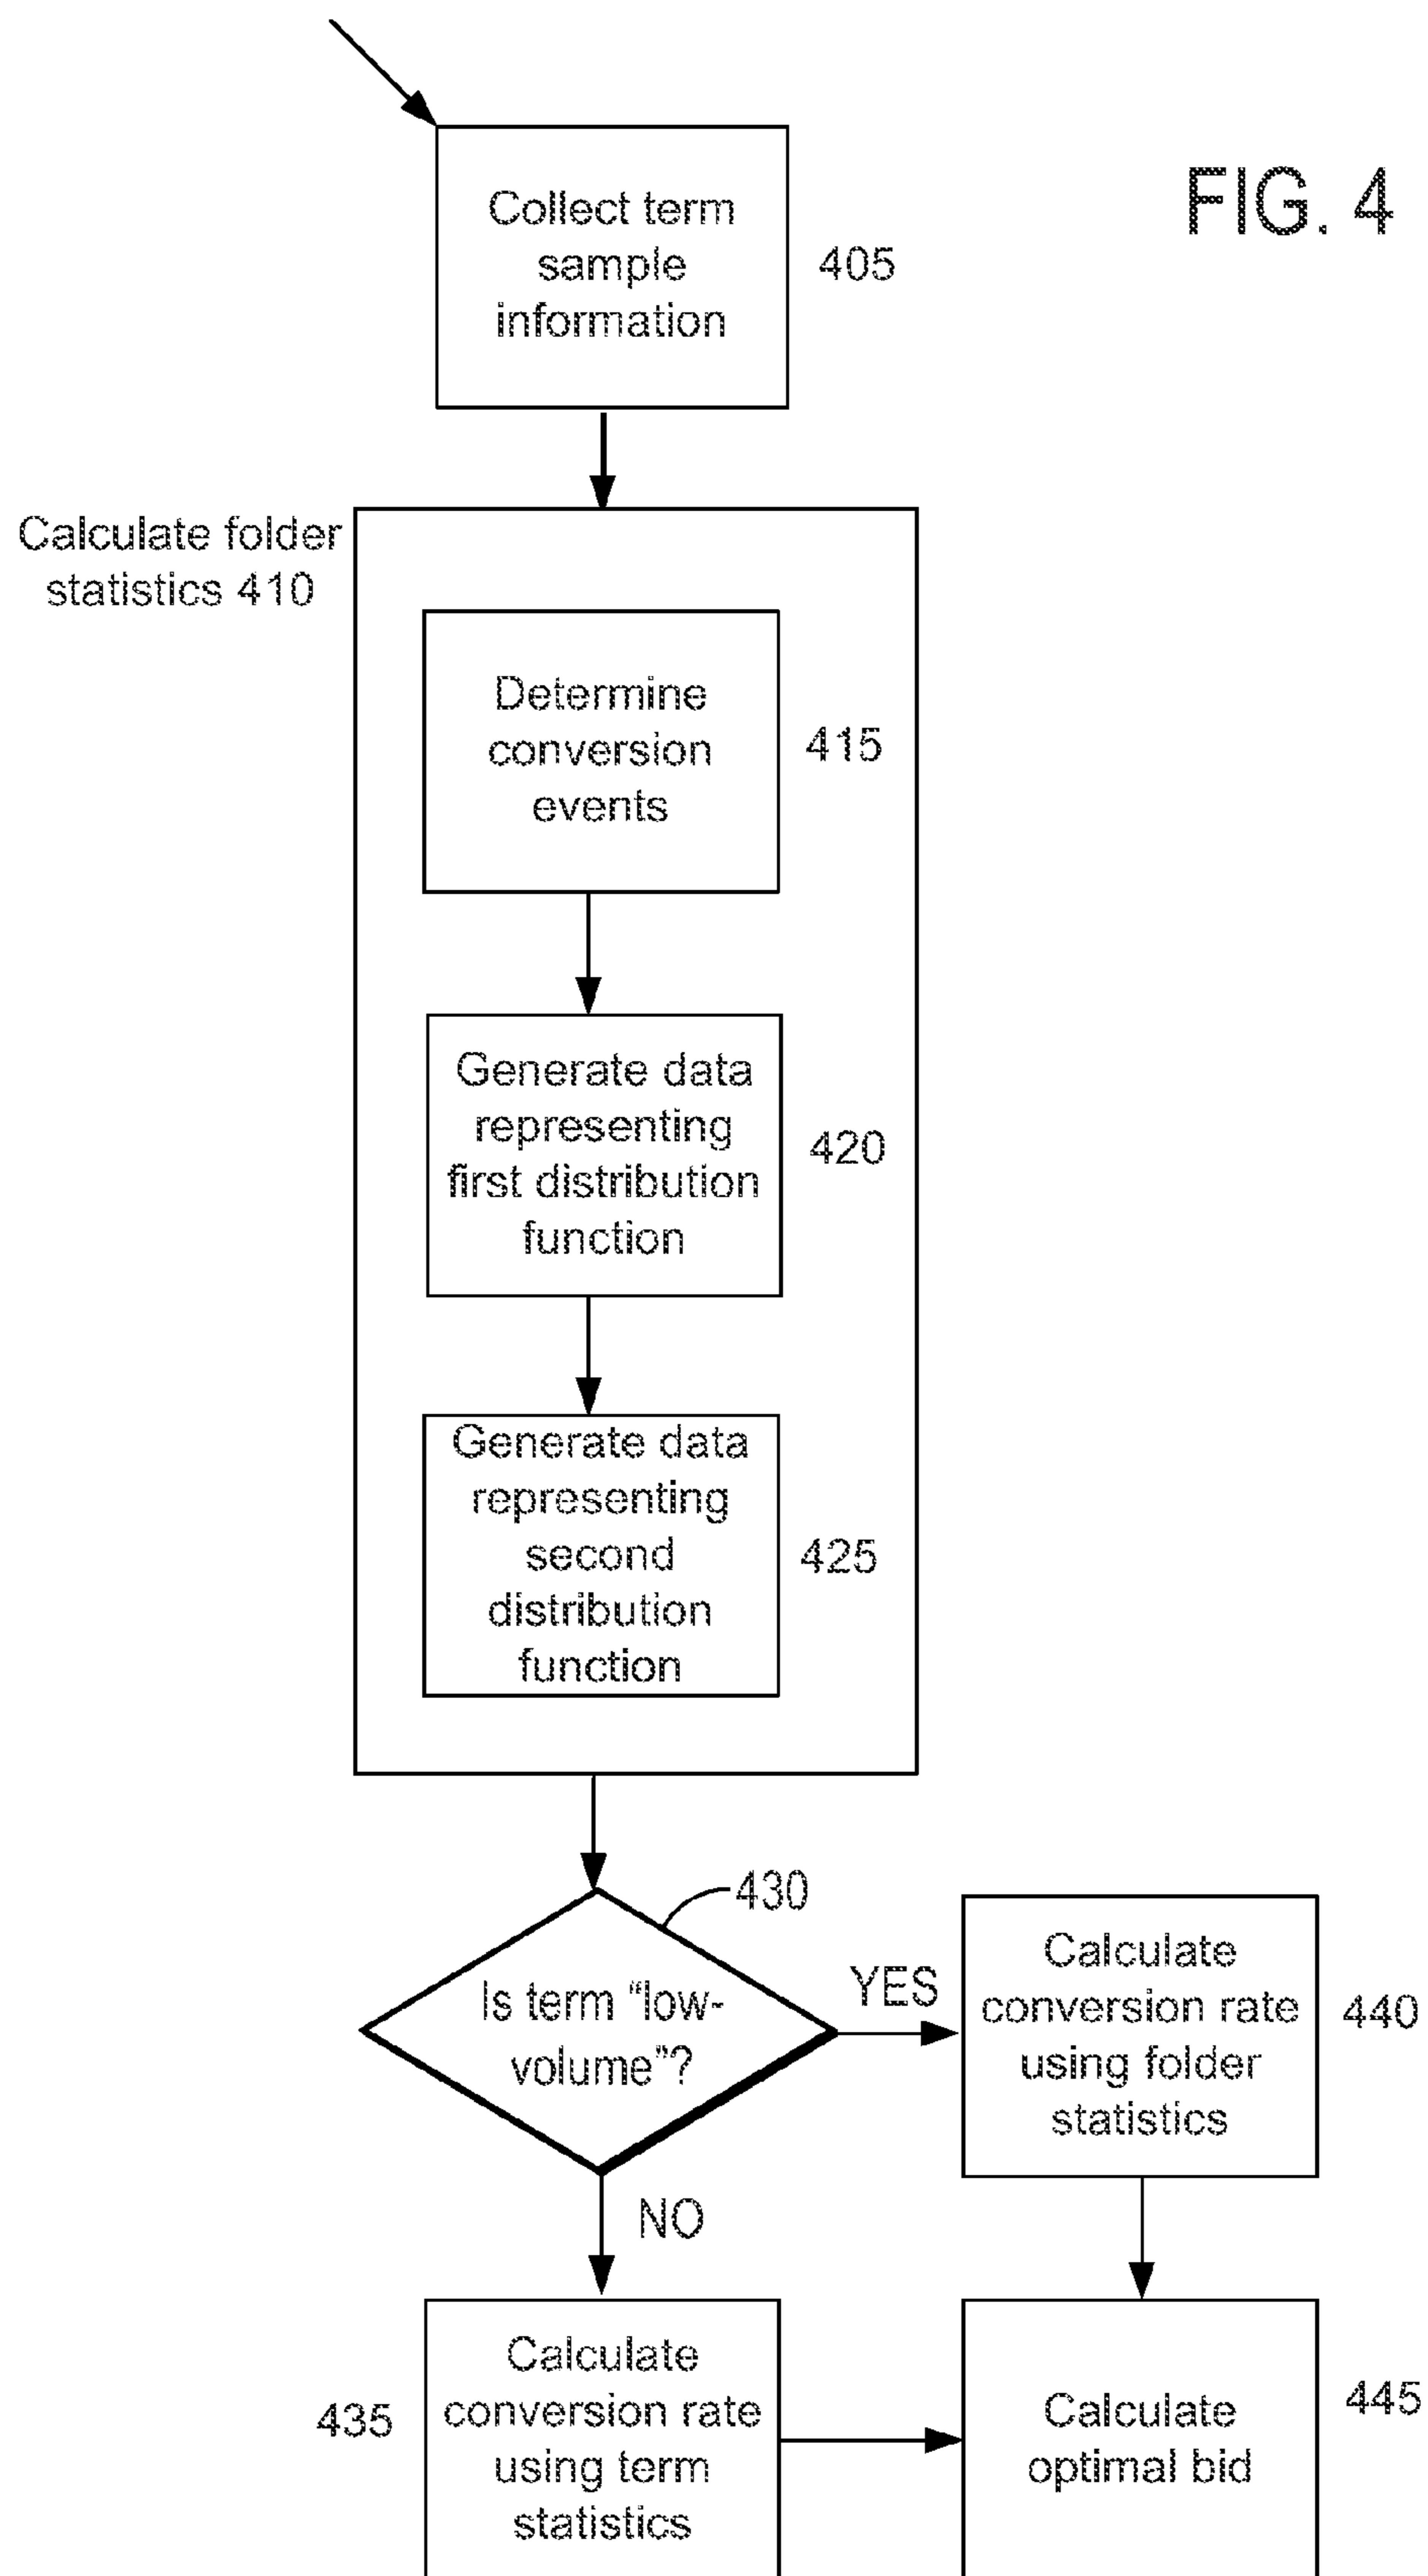 FIG. 4
Collect term
sample
information
405
Calculate folder
statistics 410
Determine
conversion
events
415
Generate data
representing
first distribution
function
420
Generate data
representing
second
distribution
function
425
430
Is term “low-
volume”?
YES
Calculate
conversion rate
using folder
statistics
440
NO
435
Calculate
conversion rate
using term
statistics
Calculate
optimal bid
445